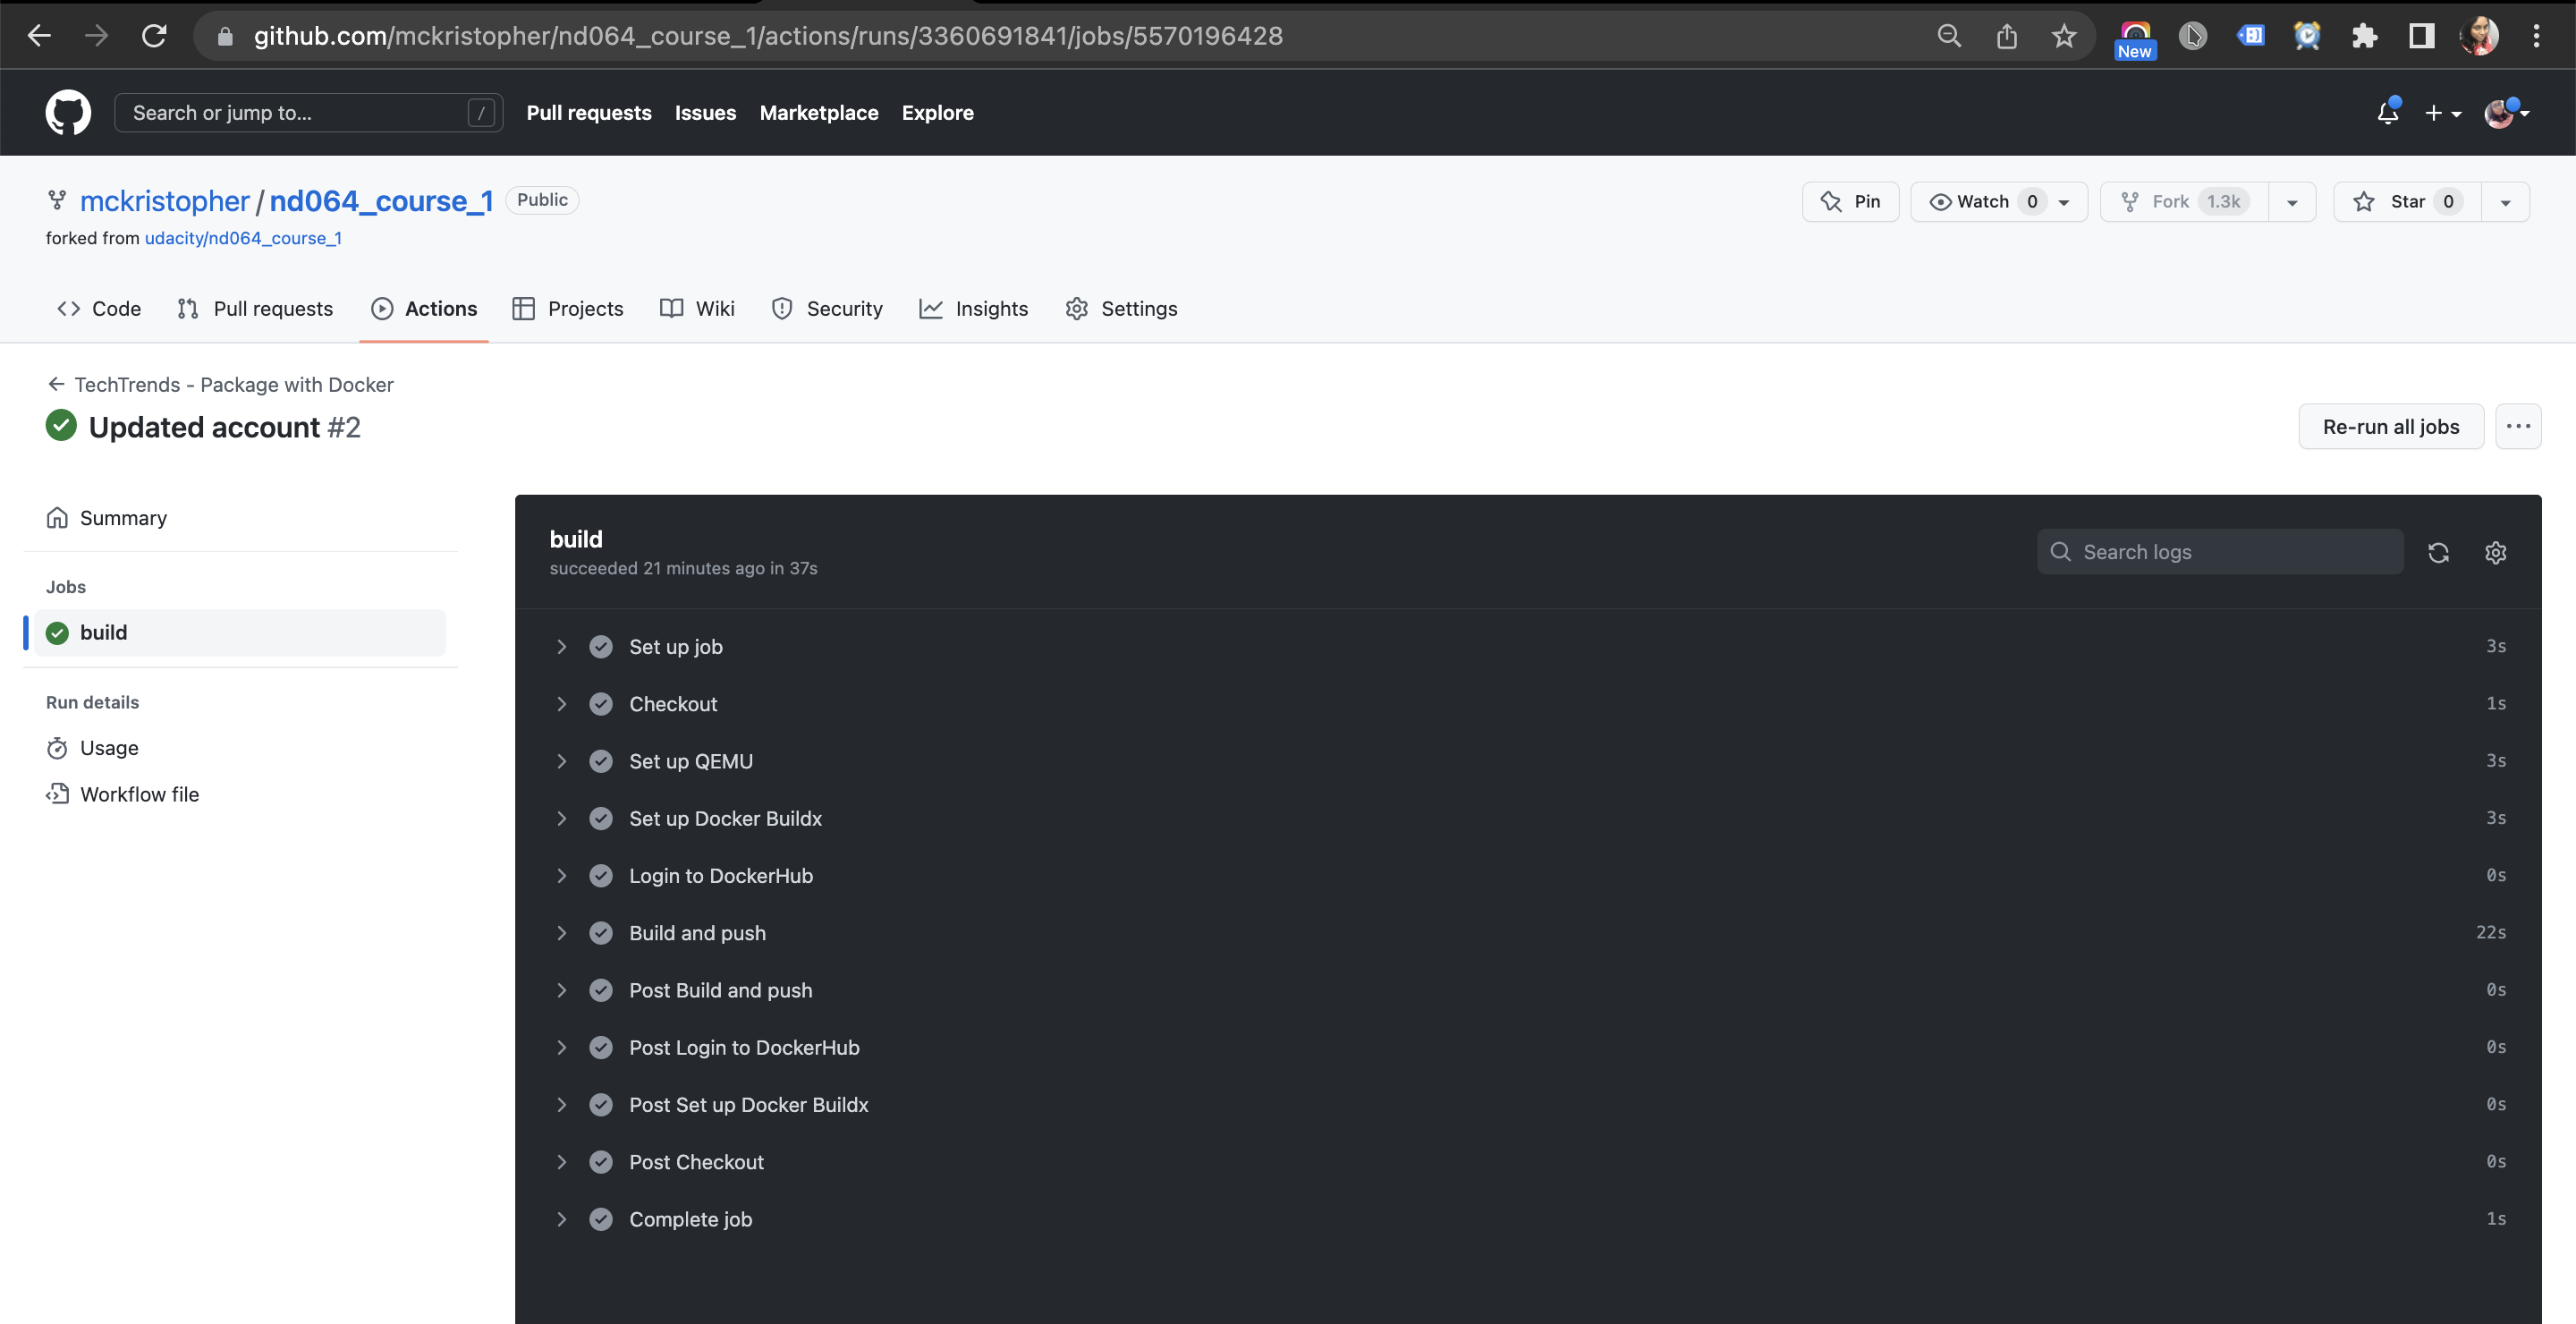 github.com/mckristopher/nd064_course_1/actions/runs/3360691841/jobs/5570196428
New
Search or jump to... /
Pull requests Issues Marketplace Explore
mckristopher / nd064_course_1 Public
Pin Watch 0 Fork 1.3k Star 0
forked from udacity/nd064_course_1
Code Pull requests Actions Projects Wiki Security Insights Settings
TechTrends - Package with Docker
Updated account #2
Re-run all jobs
Summary
Jobs
build
Run details
Usage
Workflow file
build
succeeded 21 minutes ago in 37s
Search logs
Set up job 3s
Checkout 1s
Set up QEMU 3s
Set up Docker Buildx 3s
Login to DockerHub 0s
Build and push 22s
Post Build and push 0s
Post Login to DockerHub 0s
Post Set up Docker Buildx 0s
Post Checkout 0s
Complete job 1s